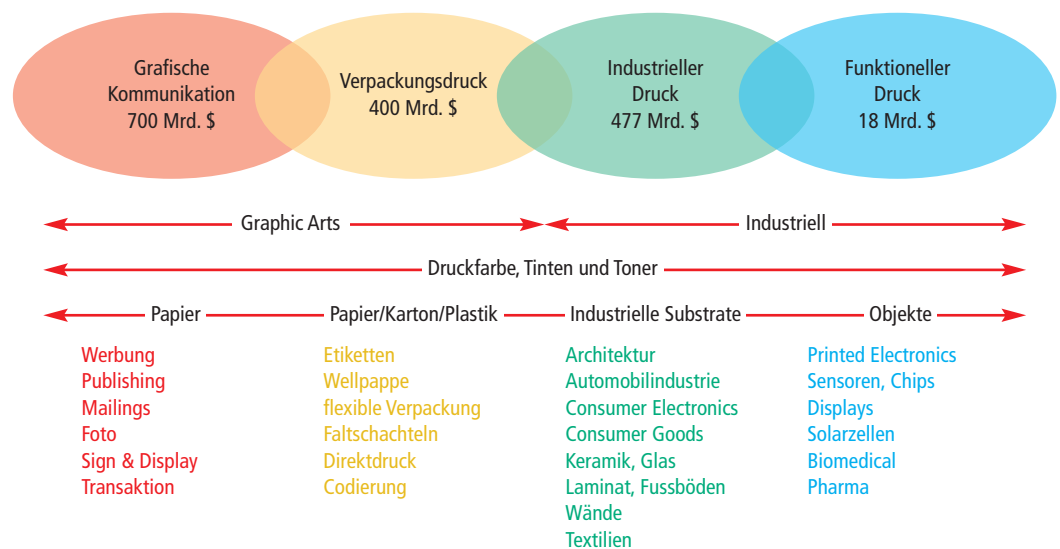 Grafische
Kommunikation
700 Mrd. $
Verpackungsdruck
400 Mrd. $
Industrieller
Druck
477 Mrd. $
Funktioneller
Druck
18 Mrd. $
Graphic Arts
Industriell
Druckfarbe, Tinten und Toner
Papier
Papier/Karton/Plastik
Industrielle Substrate
Objekte
Werbung
Publishing
Mailings
Foto
Sign & Display
Transaktion
Etiketten
Wellpappe
flexible Verpackung
Faltschachteln
Direktdruck
Codierung
Architektur
Automobilindustrie
Consumer Electronics
Consumer Goods
Keramik, Glas
Laminat, Fussböden
Wände
Textilien
Printed Electronics
Sensoren, Chips
Displays
Solarzellen
Biomedical
Pharma